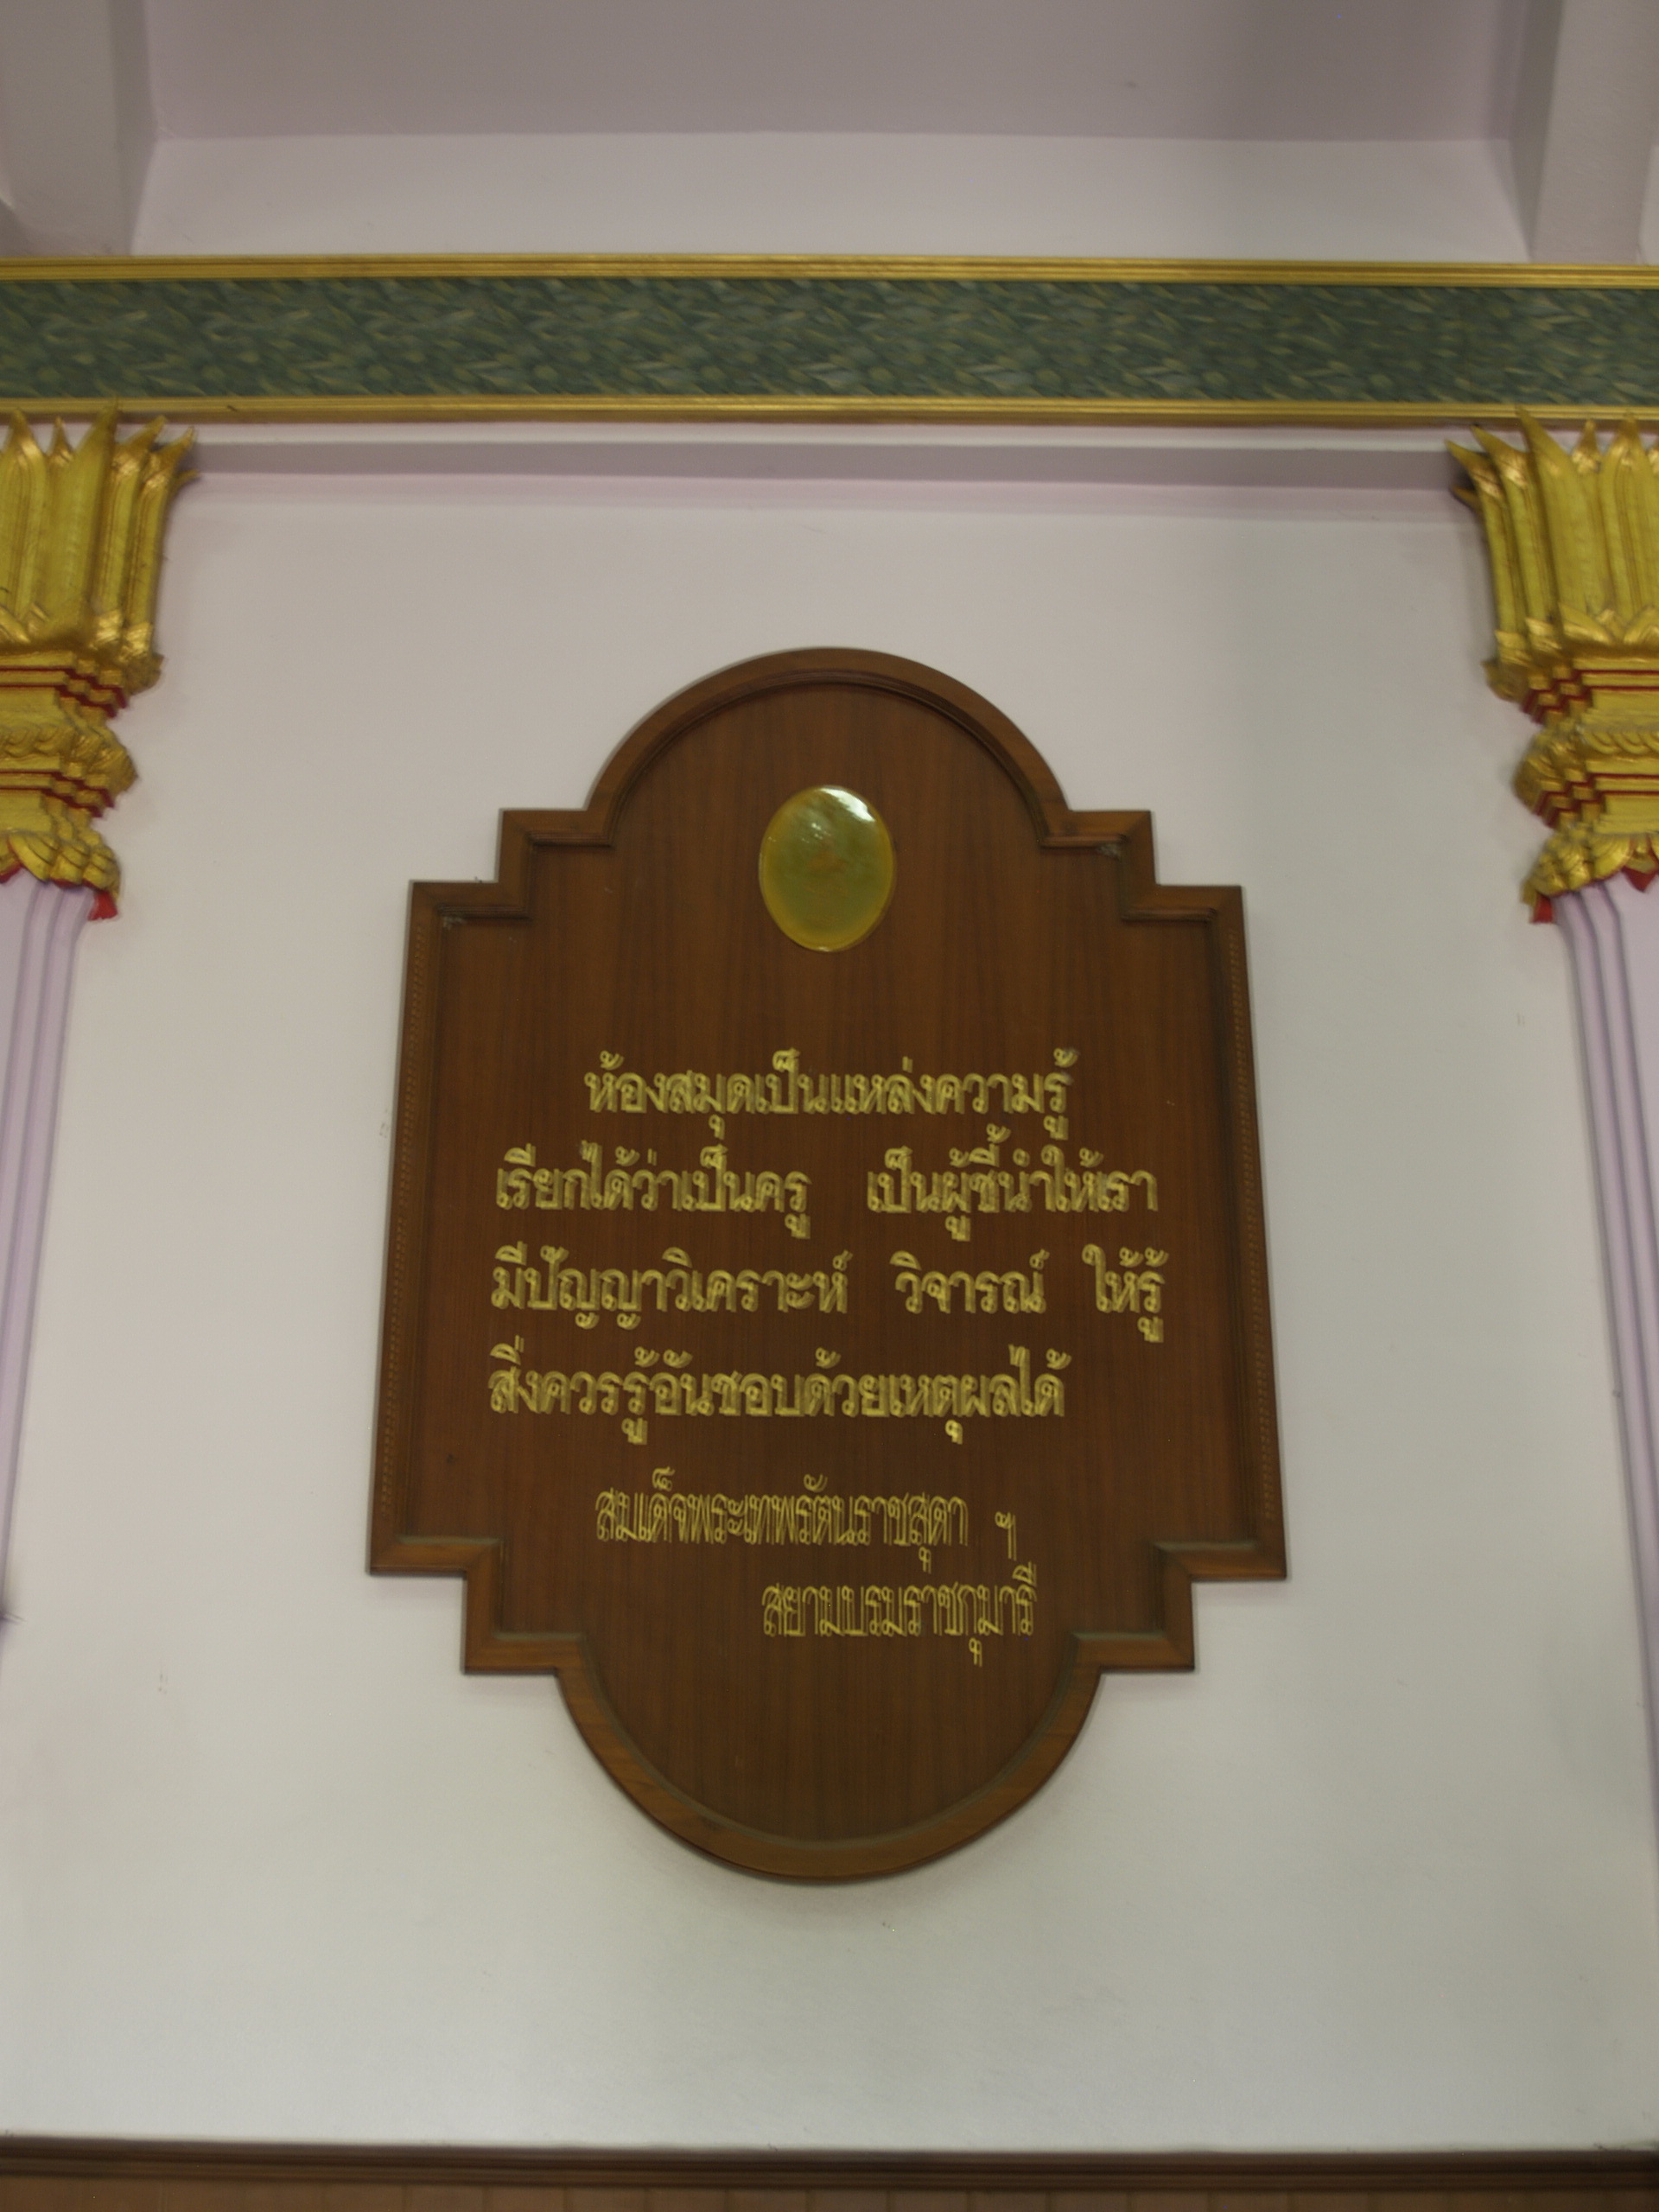 ห้องสมุดเป็นแหล่งความรู้
เรียกได้ว่าเป็นครู เป็นผู้ชี้นำให้เรา
มีปัญญาวิเคราะห์ วิจารณ์ ให้รู้
สิ่งควรรู้อันชอบด้วยเหตุผลได้
สมเด็จพระเทพรัตนราชสุดา ฯ
สยามบรมราชกุมารี